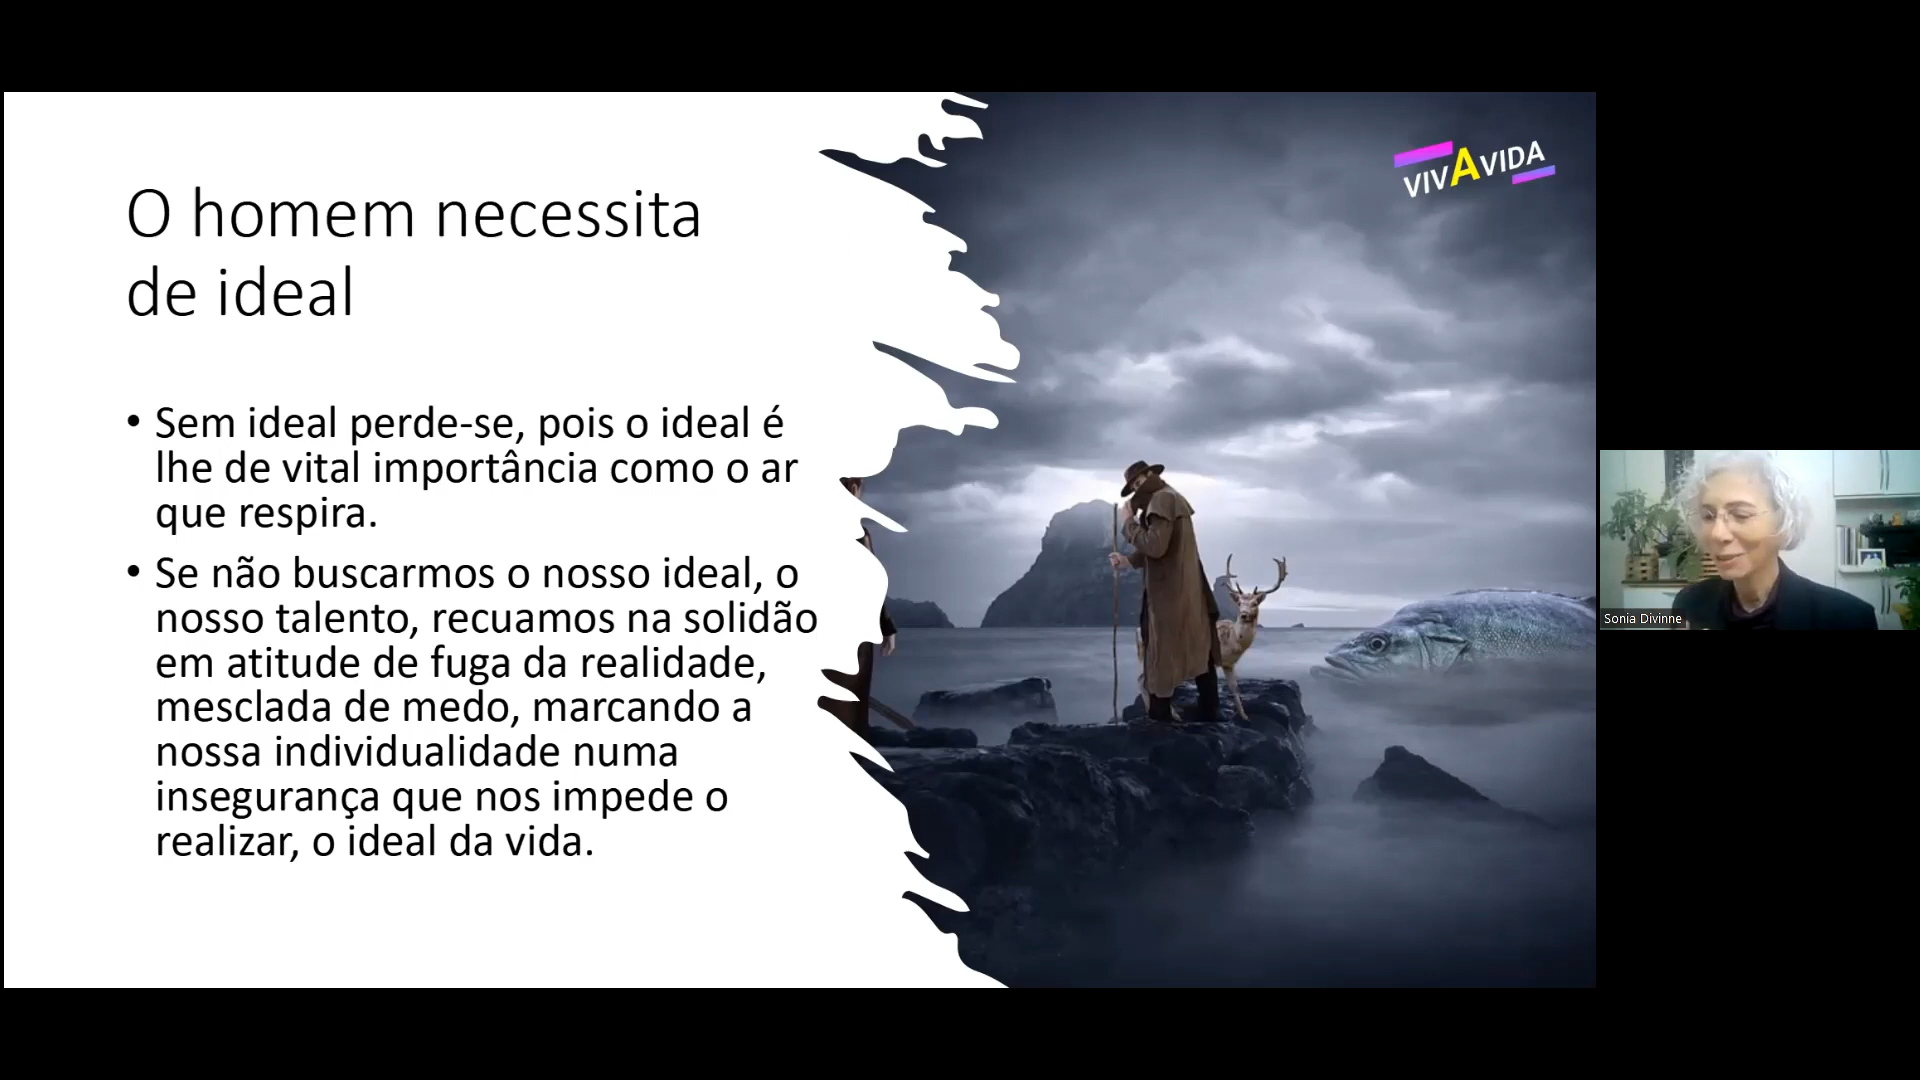 O homem necessita
de ideal
• Sem ideal perde-se, pois o ideal é
lhe de vital importância como o ar
que respira.
• Se não buscarmos o nosso ideal, o
nosso talento, recuamos na solidão
em atitude de fuga da realidade,
mesclada de medo, marcando a
nossa individualidade numa
insegurança que nos impede o
realizar, o ideal da vida.
VIVAVIDA
Sonia Divinne